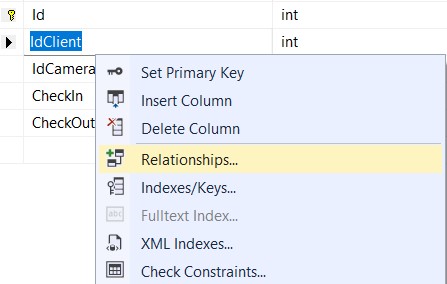 Id int
IdClient int
IdCamera
CheckIn
CheckOut
Set Primary Key
Insert Column
Delete Column
Relationships...
Indexes/Keys...
abc Fulltext Index...
XML Indexes...
Check Constraints...